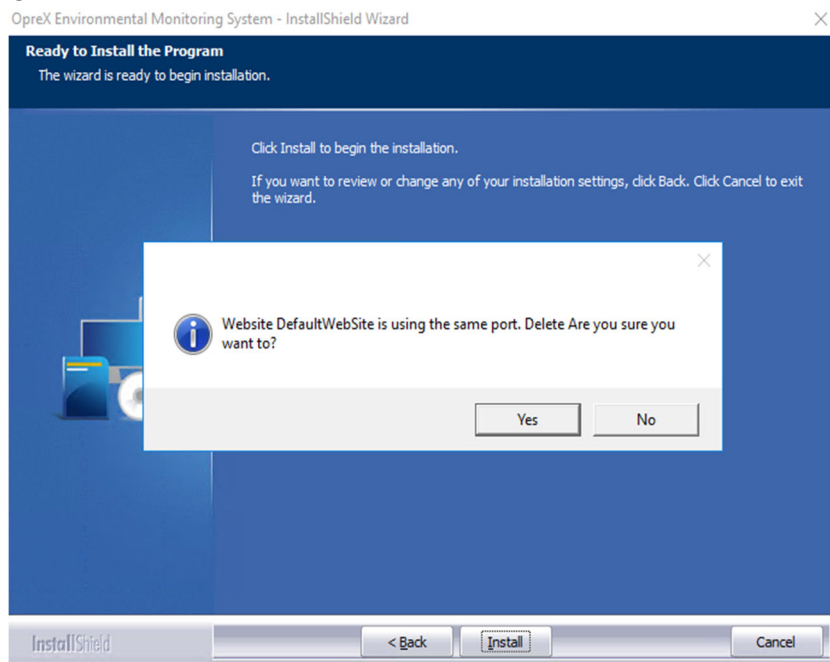 OpreX Environmental Monitoring System - InstallShield Wizard
Ready to Install the Program
The wizard is ready to begin installation.
Click Install to begin the installation.
If you want to review or change any of your installation settings, click Back. Click Cancel to exit
the wizard.
Website DefaultWebSite is using the same port. Delete Are you sure you
want to?
Yes
No
InstallShield
< Back
Install
Cancel